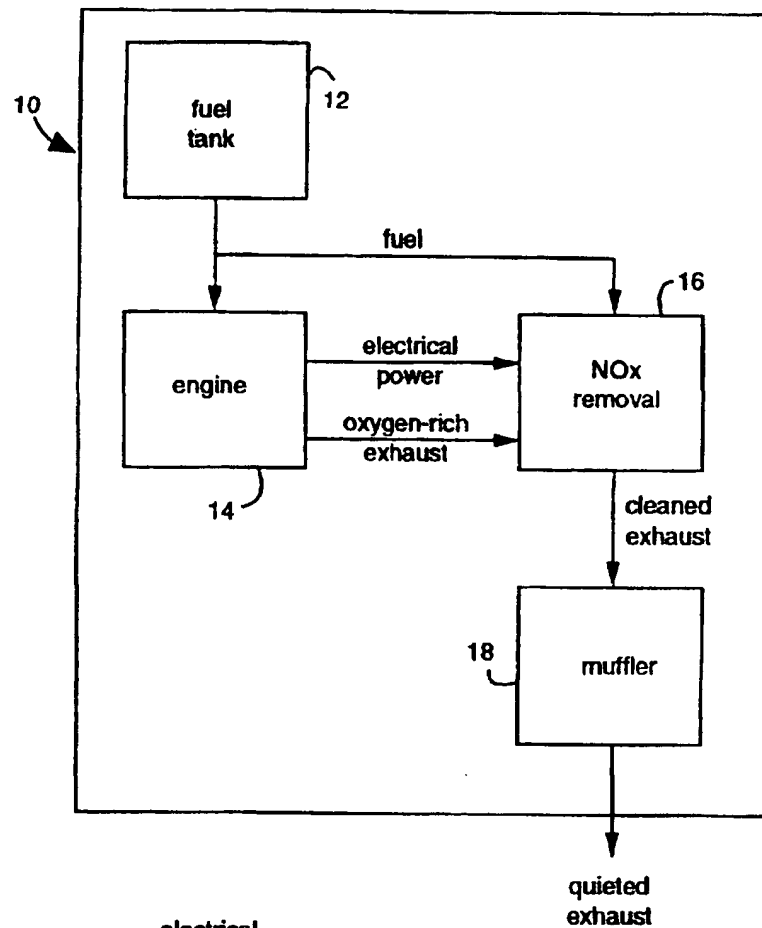 10
fuel
tank
12
fuel
16
engine
electrical
power
oxygen-rich
exhaust
NOx
removal
14
cleaned
exhaust
18
muffler
quieted
exhaust
electrical